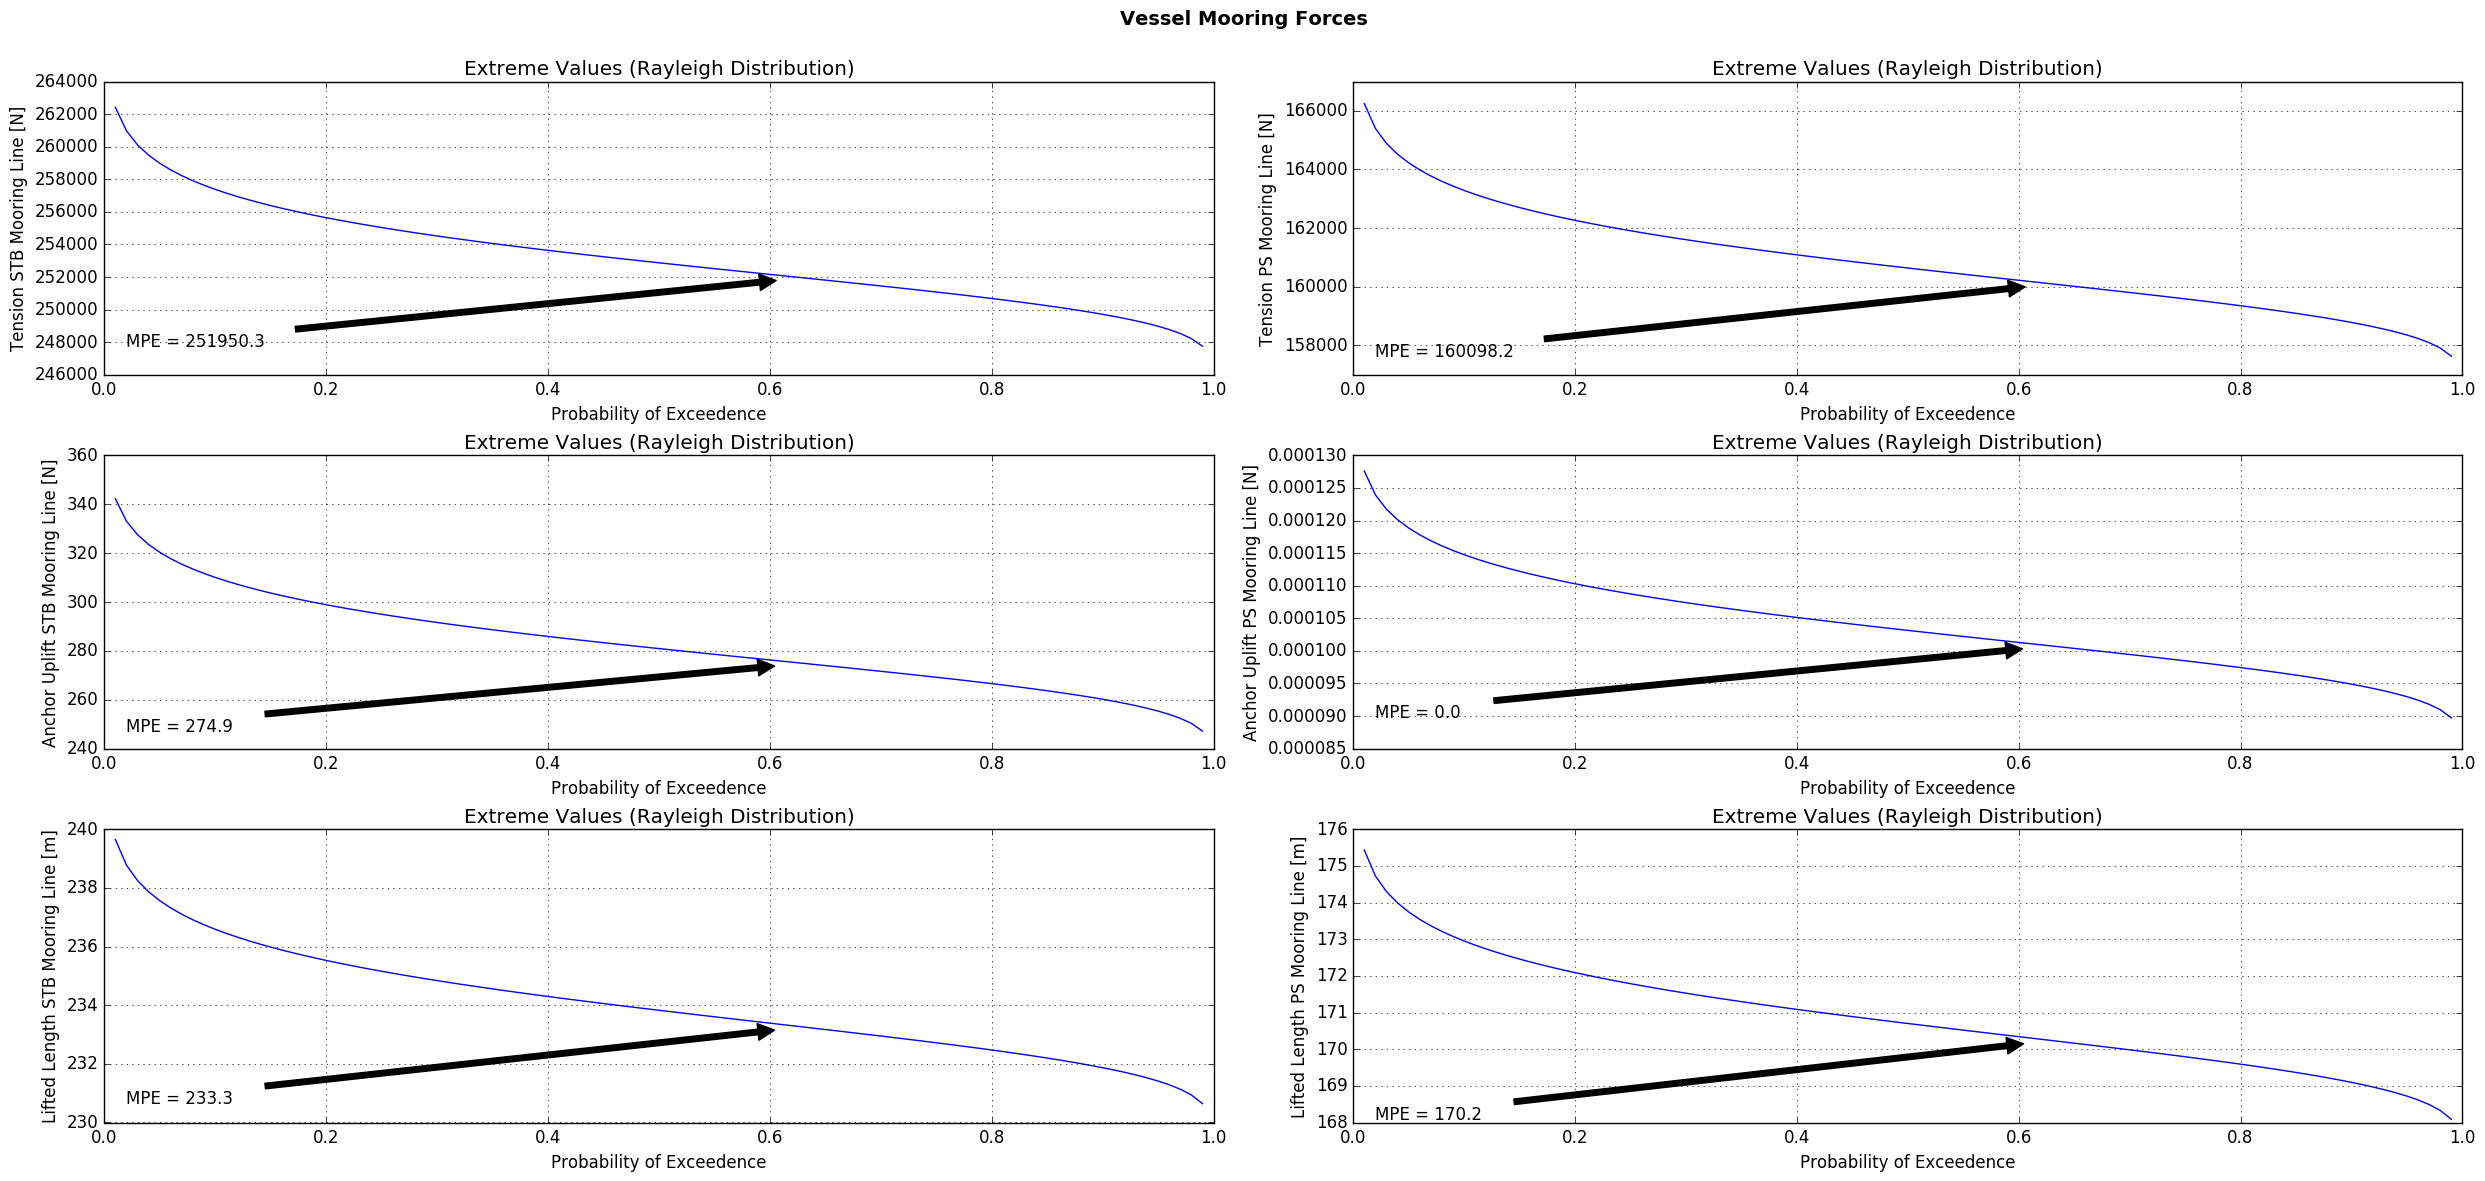 Vessel Mooring Forces
Extreme Values (Rayleigh Distribution)
Tension STB Mooring Line [N]
264000
262000
260000
258000
256000
254000
252000
250000
248000
246000
MPE = 251950.3
0.0 0.2 0.4 0.6 0.8 1.0
Probability of Exceedence
Extreme Values (Rayleigh Distribution)
Tension PS Mooring Line [N]
166000
164000
162000
160000
158000
MPE = 160098.2
0.0 0.2 0.4 0.6 0.8 1.0
Probability of Exceedence
Extreme Values (Rayleigh Distribution)
Anchor Uplift STB Mooring Line [N]
360
340
320
300
280
260
240
MPE = 274.9
0.0 0.2 0.4 0.6 0.8 1.0
Probability of Exceedence
Extreme Values (Rayleigh Distribution)
Anchor Uplift PS Mooring Line [N]
0.000130
0.000125
0.000120
0.000115
0.000110
0.000105
0.000100
0.000095
0.000090
0.000085
MPE = 0.0
0.0 0.2 0.4 0.6 0.8 1.0
Probability of Exceedence
Extreme Values (Rayleigh Distribution)
Lifted Length STB Mooring Line [m]
240
238
236
234
232
230
MPE = 233.3
0.0 0.2 0.4 0.6 0.8 1.0
Probability of Exceedence
Extreme Values (Rayleigh Distribution)
Lifted Length PS Mooring Line [m]
176
175
174
173
172
171
170
169
168
MPE = 170.2
0.0 0.2 0.4 0.6 0.8 1.0
Probability of Exceedence